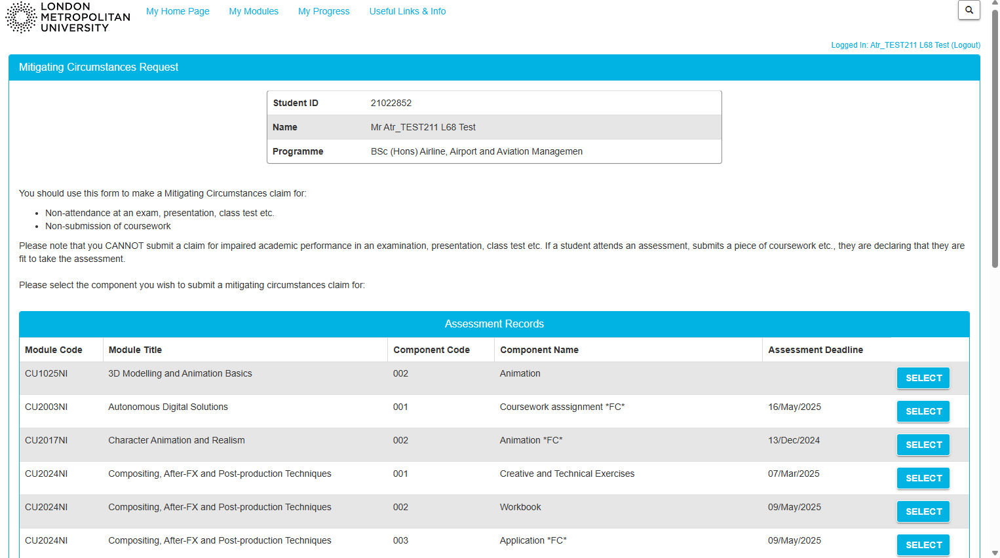 LONDON
METROPOLITAN
UNIVERSITY
My Home Page My Modules My Progress Useful Links & Info
Logged In: Atr_TEST211 L68 Test (Logout)
Mitigating Circumstances Request
Student ID 21022852
Name Mr Atr_TEST211 L68 Test
Programme BSc (Hons) Airline, Airport and Aviation Managemen
You should use this form to make a Mitigating Circumstances claim for:
• Non-attendance at an exam, presentation, class test etc.
• Non-submission of coursework
Please note that you CANNOT submit a claim for impaired academic performance in an examination, presentation, class test etc. If a student attends an assessment, submits a piece of coursework etc., they are declaring that they are
fit to take the assessment.
Please select the component you wish to submit a mitigating circumstances claim for:
Assessment Records
Module Code Module Title Component Code Component Name Assessment Deadline
CU1025NI 3D Modelling and Animation Basics 002 Animation SELECT
CU2003NI Autonomous Digital Solutions 001 Coursework asssignment *FC* 16/May/2025 SELECT
CU2017NI Character Animation and Realism 002 Animation *FC* 13/Dec/2024 SELECT
CU2024NI Compositing, After-FX and Post-production Techniques 001 Creative and Technical Exercises 07/Mar/2025 SELECT
CU2024NI Compositing, After-FX and Post-production Techniques 002 Workbook 09/May/2025 SELECT
CU2024NI Compositing, After-FX and Post-production Techniques 003 Application *FC* 09/May/2025 SELECT